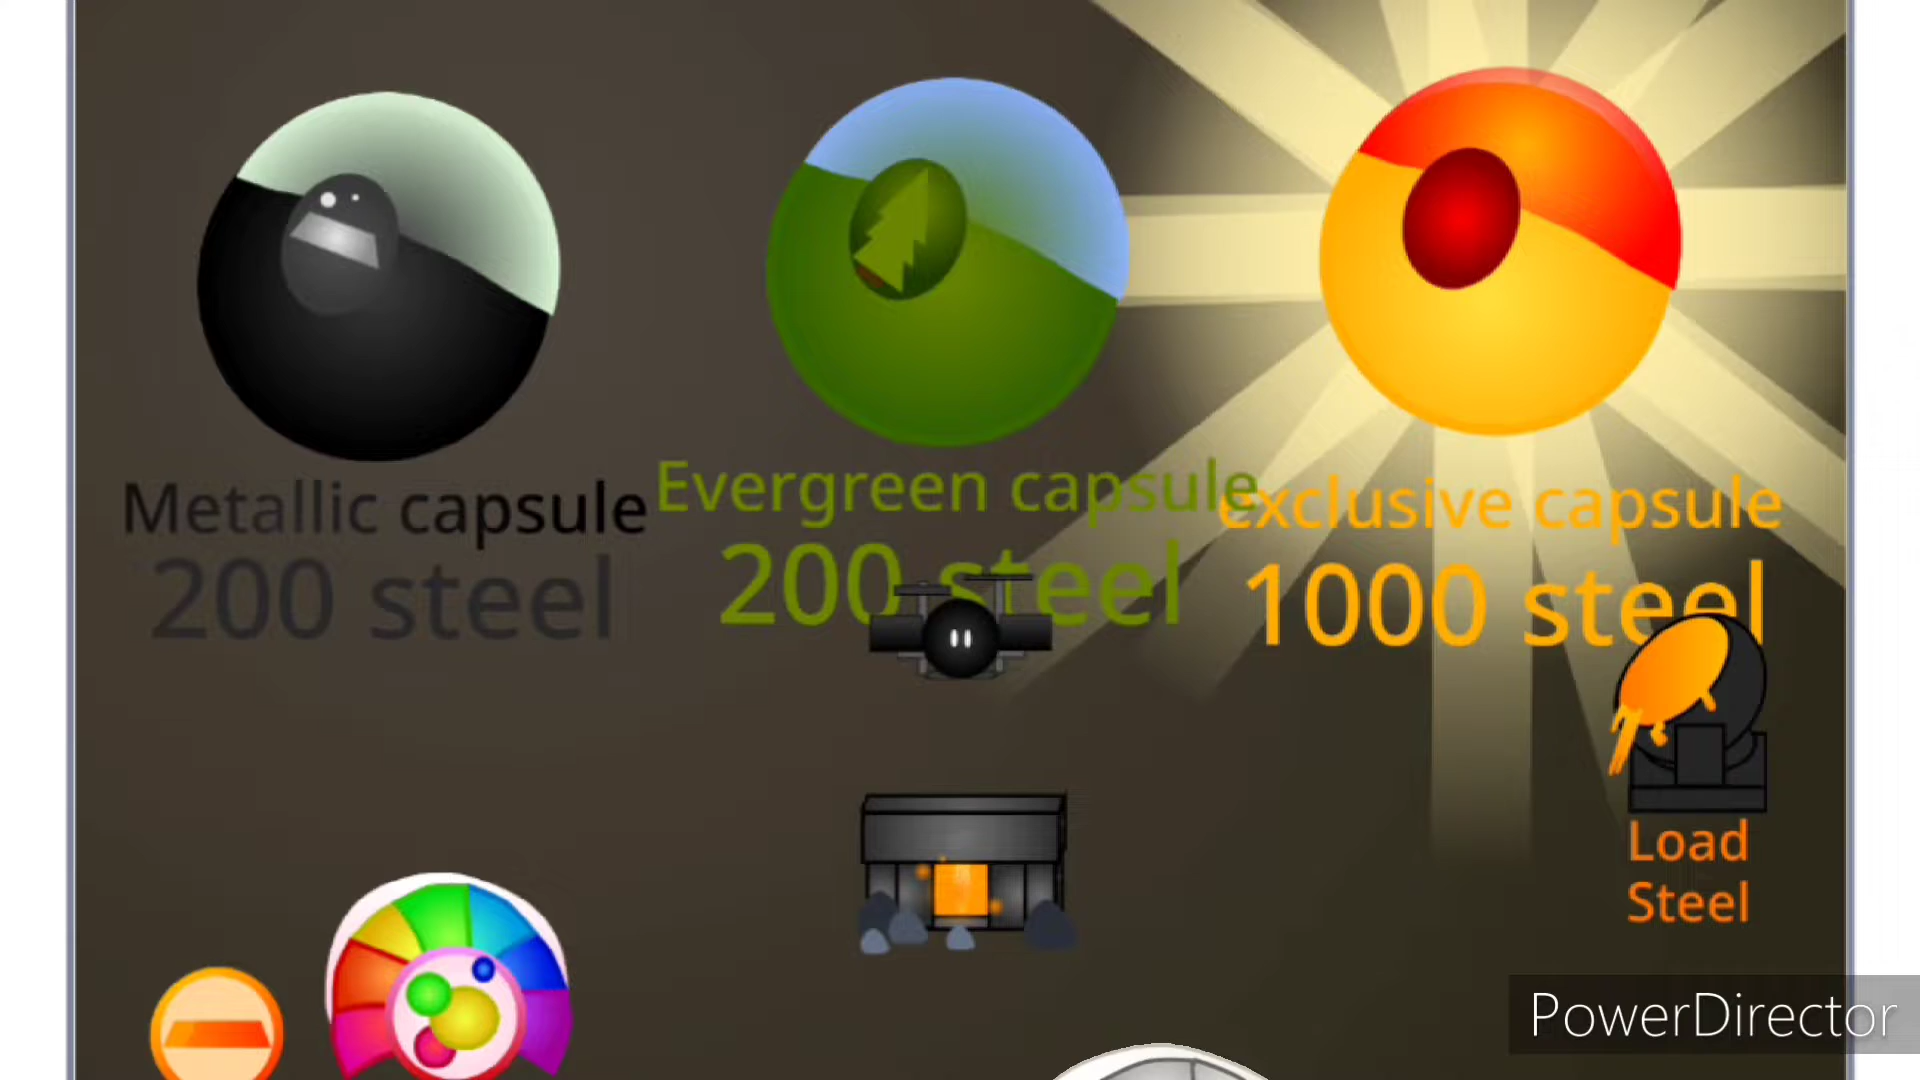 Metallic capsule
200 steel
Evergreen capsule
200 steel
exclusive capsule
1000 steel
Load
Steel
PowerDirector